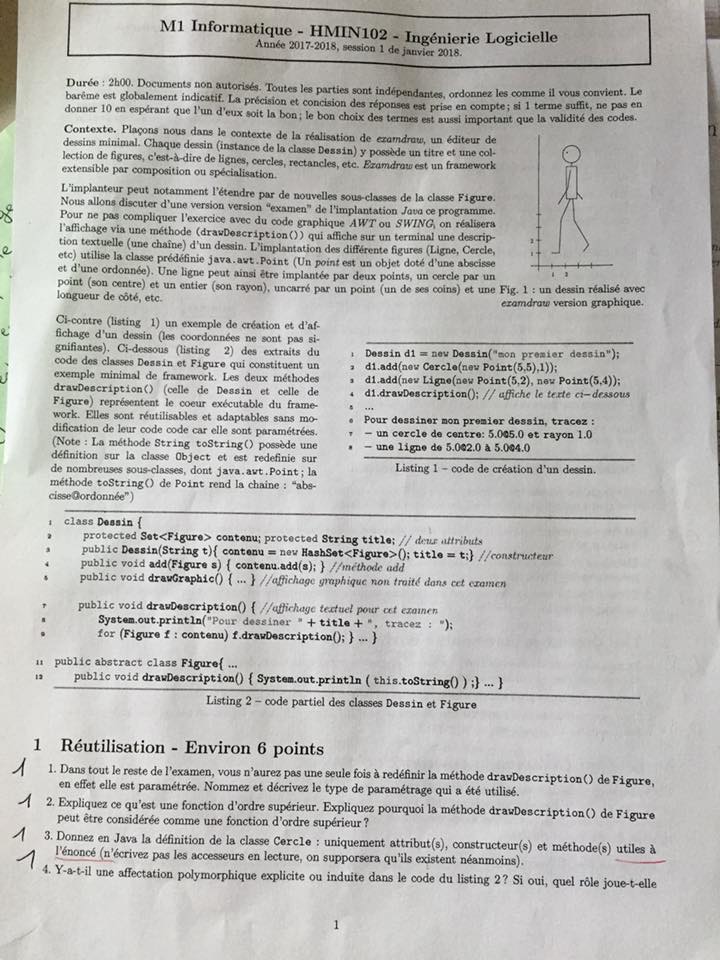 M1 Informatique - HMIN102 - Ingénierie Logicielle
Année 2017-2018, session 1 de janvier 2018.
Durée : 2h00. Documents non autorisés. Toutes les parties sont indépendantes, ordonnez les comme il vous convient. Le
barême est globalement indicatif. La précision et concision des réponses est prise en compte ; si 1 terme suffit, ne pas en
donner 10 en espérant que l'un d'eux soit la bon ; le bon choix des termes est aussi important que la validité des codes.
Contexte. Plaçons nous dans le contexte de la réalisation de examdraw, un éditeur de
dessins minimal. Chaque dessin (instance de la classe Dessin) y possède un titre et une col-
lection de figures, c'est-à-dire de lignes, cercles, rectancles, etc. Examdraw est un framework
extensible par composition ou spécialisation.
L'implanteur peut notamment l'étendre par de nouvelles sous-classes de la classe Figure.
Nous allons discuter d'une version version "examen" de l'implantation Java ce programme.
Pour ne pas compliquer l'exercice avec du code graphique AWT ou SWING, on réalisera
l'affichage via une méthode (drawDescription()) qui affiche sur un terminal une descrip-
tion textuelle (une chaîne) d'un dessin. L'implantation des différente figures (Ligne, Cercle,
etc) utilise la classe prédéfinie java.awt.Point (Un point est un objet doté d'une abscisse
et d'une ordonnée). Une ligne peut ainsi être implantée par deux points, un cercle par un
point (son centre) et un entier (son rayon), uncarré par un point (un de ses coins et une
longueur de côté, etc.
2
1
1 2
Fig. 1 : un dessin réalisé avec
examdraw version graphique.
Ci-contre (listing 1) un exemple de création et d'af-
fichage d'un dessin (les coordonnées ne sont pas si-
gnifiantes). Ci-dessous (listing 2) des extraits du
code des classes Dessin et Figure qui constituent un
exemple minimal de framework. Les deux méthodes
drawDescription() (celle de Dessin et celle de
Figure) représentent le coeur exécutable du frame-
work. Elles sont réutilisables et adaptables sans mo-
dification de leur code code car elle sont paramétrées.
(Note : La méthode String toString() possède une
définition sur la classe Object et est redefinie sur
de nombreuses sous-classes, dont java.awt.Point ; la
méthode toString() de Point rend la chaine : "abs-
cisse@ordonnée")
1 Dessin d1 = new Dessin("mon premier dessin");
2 d1.add(new Cercle(new Point(5,5),1));
3 d1.add(new Ligne(new Point(5,2), new Point(5,4));
4 d1.drawDescription(); // affiche le texte ci-dessous
5 ...
6 Pour dessiner mon premier dessin, tracez :
7 - un cercle de centre: 5.0@5.0 et rayon 1.0
8 - une ligne de 5.0@2.0 à 5.0@4.0
Listing 1 – code de création d'un dessin.
1 class Dessin {
2 protected Set<Figure> contenu; protected String title; // deux attributs
3 public Dessin(String t){ contenu = new HashSet<Figure>(); title = t;} //constructeur
4 public void add(Figure s) { contenu.add(s); } //méthode add
5 public void drawGraphic() { ... } //affichage graphique non traité dans cet examen
7 public void drawDescription() { //affichage textuel pour cet examen
8 System.out.println("Pour dessiner " + title + ", tracez : ");
9 for (Figure f : contenu) f.drawDescription(); } ... }
11 public abstract class Figure{ ...
12 public void drawDescription() { System.out.println ( this.toString() ) ;} ... }
Listing 2 – code partiel des classes Dessin et Figure
1 Réutilisation - Environ 6 points
1 1. Dans tout le reste de l'examen, vous n'aurez pas une seule fois à redéfinir la méthode drawDescription() de Figure,
en effet elle est paramétrée. Nommez et décrivez le type de paramétrage qui a été utilisé.
1 2. Expliquez ce qu'est une fonction d'ordre supérieur. Expliquez pourquoi la méthode drawDescription() de Figure
peut être considérée comme une fonction d'ordre supérieur ?
1 3. Donnez en Java la définition de la classe Cercle : uniquement attribut(s), constructeur(s) et méthode(s) utiles à
l'énoncé (n'écrivez pas les accesseurs en lecture, on supporsera qu'ils existent néanmoins).
1 4. Y-a-t-il une affectation polymorphique explicite ou induite dans le code du listing 2 ? Si oui, quel rôle joue-t-elle
1